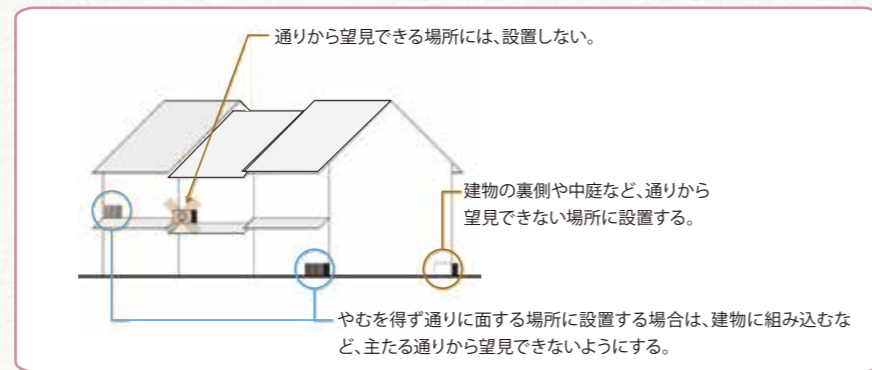 通りから望見できる場所には、設置しない。
建物の裏側や中庭など、通りから
望見できない場所に設置する。
やむを得ず通りに面する場所に設置する場合は、建物に組み込むな
ど、主たる通りから望見できないようにする。